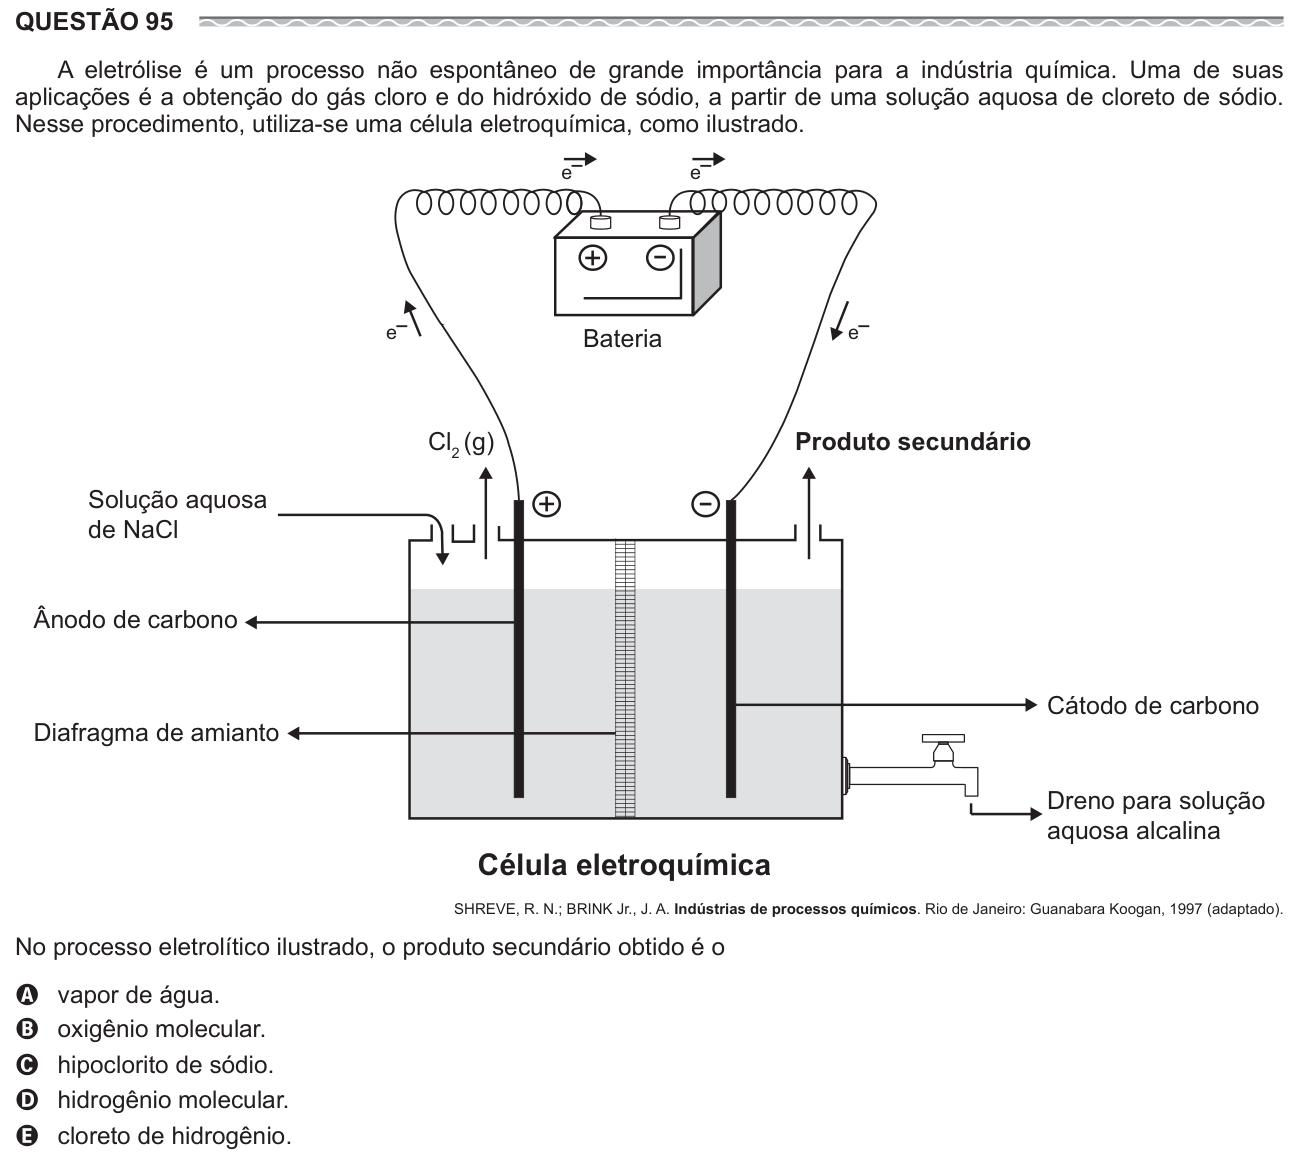 QUESTÃO 95
A eletrólise é um processo não espontâneo de grande importância para a indústria química. Uma de suas
aplicações é a obtenção do gás cloro e do hidróxido de sódio, a partir de uma solução aquosa de cloreto de sódio.
Nesse procedimento, utiliza-se uma célula eletroquímica, como ilustrado.
e⁻ e⁻
+ −
Bateria
e⁻ e⁻
Cl₂ (g) Produto secundário
+ −
Solução aquosa
de NaCl
Ânodo de carbono
Cátodo de carbono
Diafragma de amianto
Dreno para solução
aquosa alcalina
Célula eletroquímica
SHREVE, R. N.; BRINK Jr., J. A. Indústrias de processos químicos. Rio de Janeiro: Guanabara Koogan, 1997 (adaptado).
No processo eletrolítico ilustrado, o produto secundário obtido é o
A vapor de água.
B oxigênio molecular.
C hipoclorito de sódio.
D hidrogênio molecular.
E cloreto de hidrogênio.